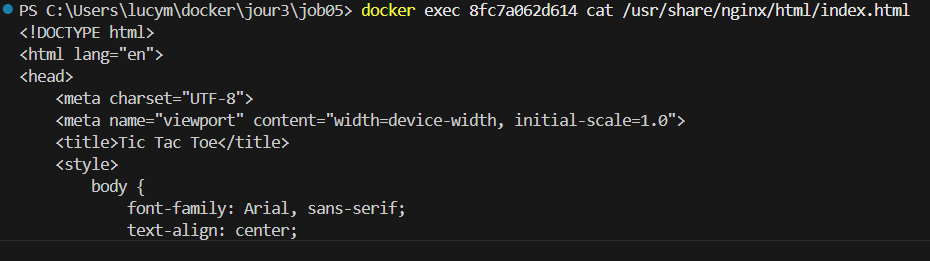 PS C:\Users\lucym\docker\jour3\job05> docker exec 8fc7a062d614 cat /usr/share/nginx/html/index.html
<!DOCTYPE html>
<html lang="en">
<head>
    <meta charset="UTF-8">
    <meta name="viewport" content="width=device-width, initial-scale=1.0">
    <title>Tic Tac Toe</title>
    <style>
        body {
            font-family: Arial, sans-serif;
            text-align: center;